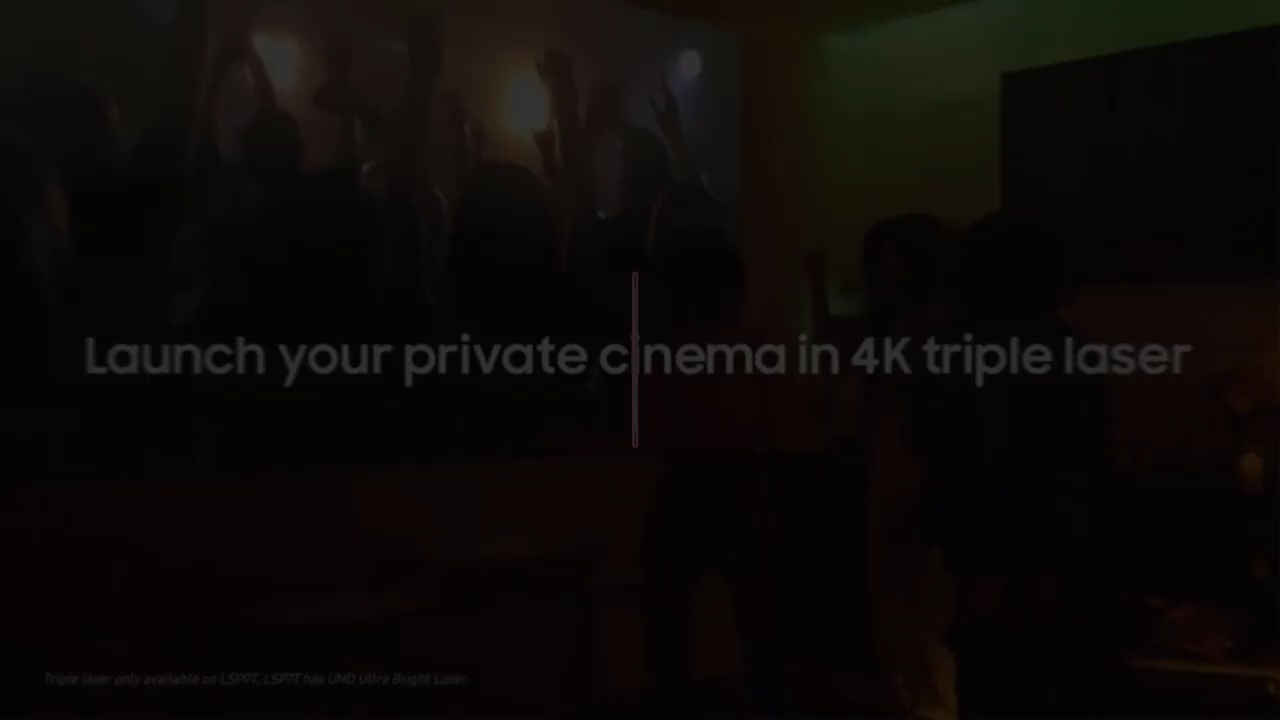 Launch your private cinema in 4K triple laser
Triple laser only available on LSP9T. LSP7T has UHD Ultra Bright Laser.